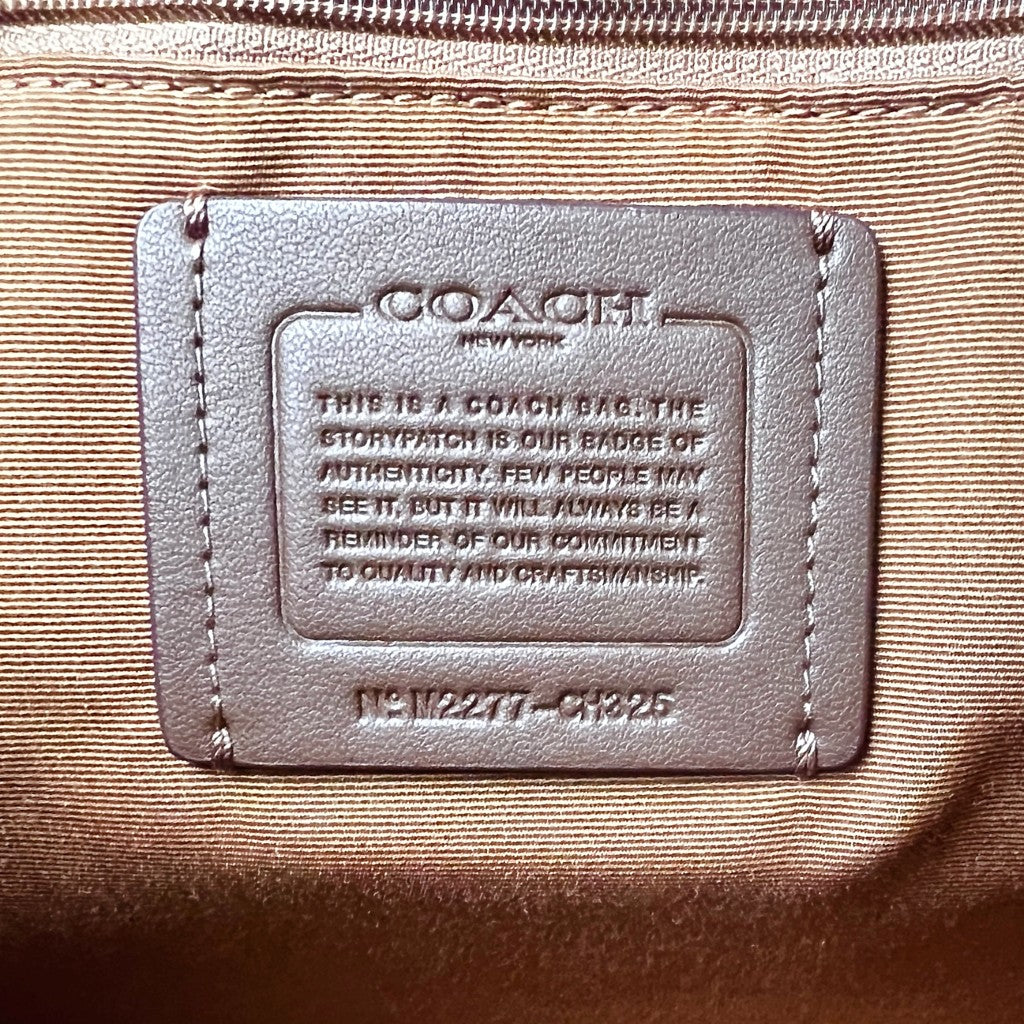 COACH
NEW YORK
THIS IS A COACH BAG. THE
STORYPATCH IS OUR BADGE OF
AUTHENTICITY. FEW PEOPLE MAY
SEE IT, BUT IT WILL ALWAYS BE A
REMINDER OF OUR COMMITMENT
TO QUALITY AND CRAFTSMANSHIP.
Nº M2277-CH325